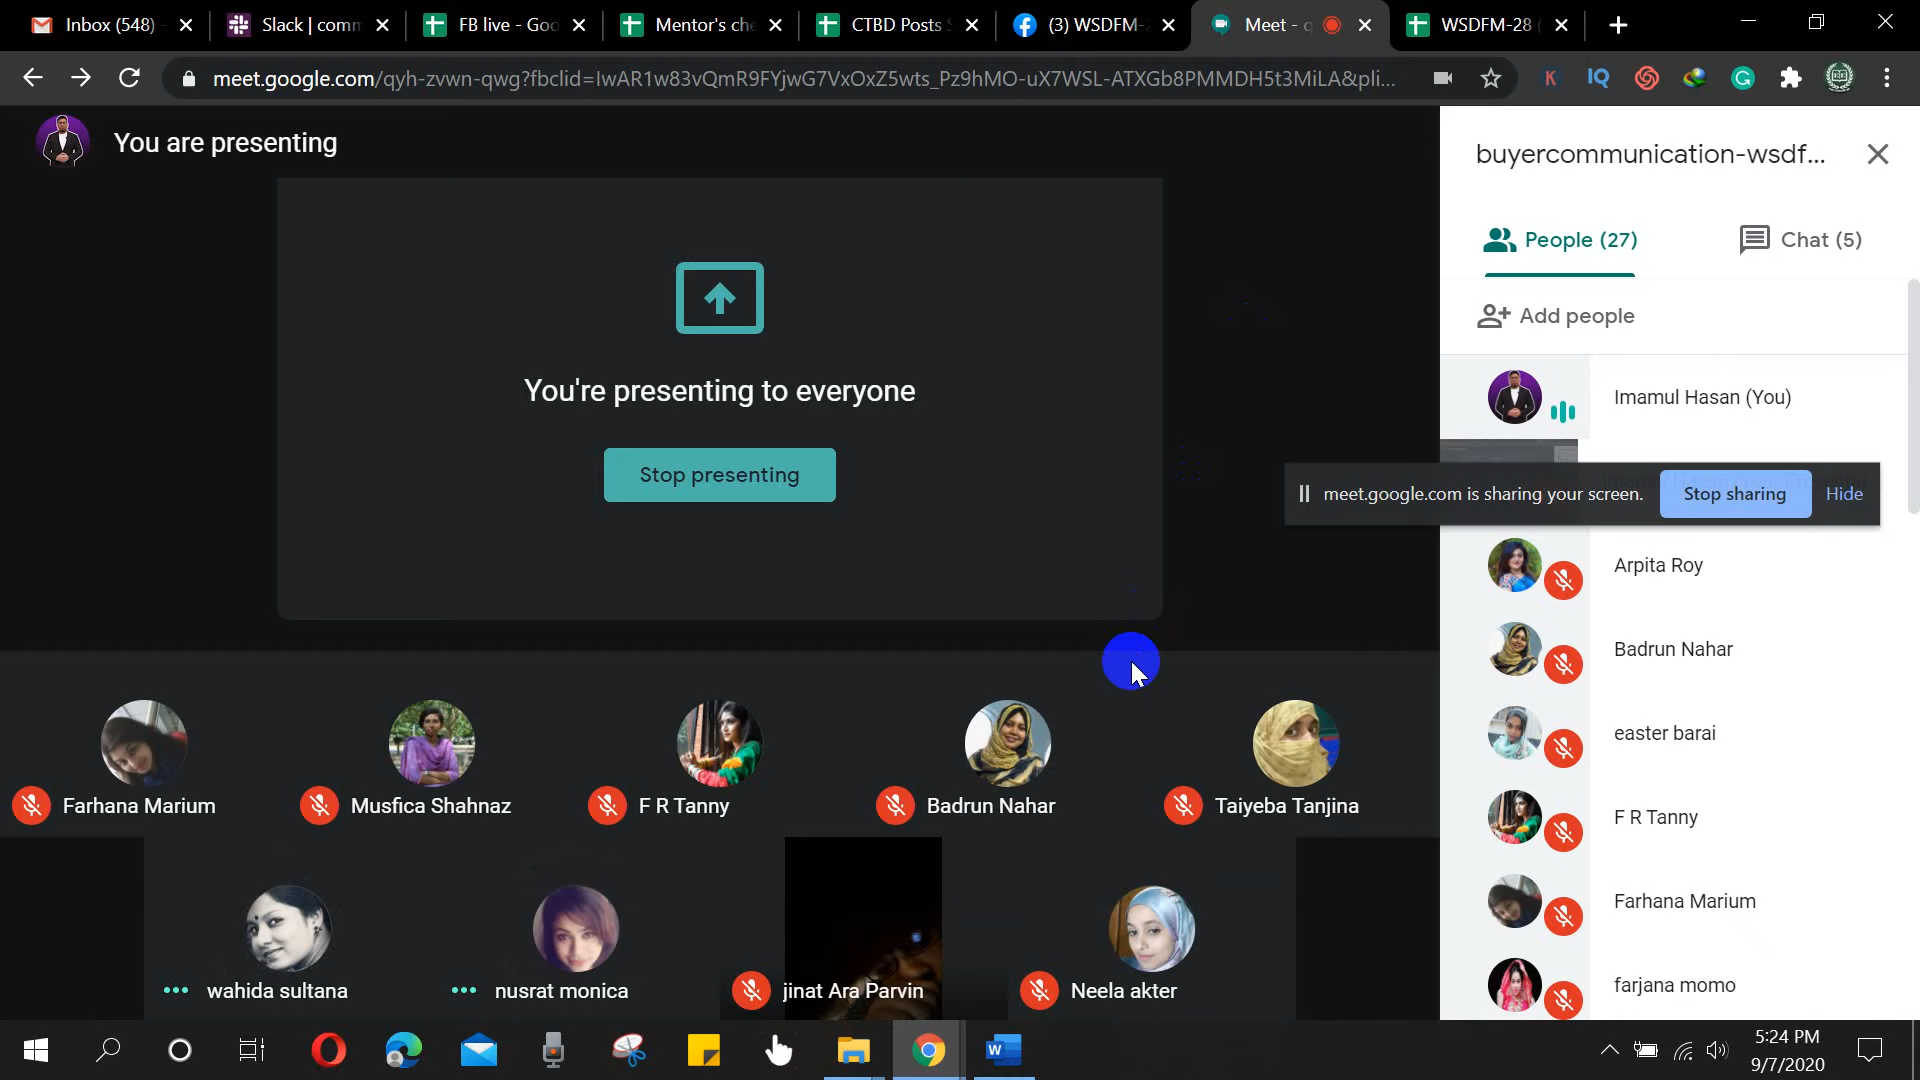 Inbox (548) -
Slack | comm
FB live - Goo
Mentor's che
CTBD Posts S
(3) WSDFM-
Meet - q
WSDFM-28 (
meet.google.com/qyh-zvwn-qwg?fbclid=IwAR1w83vQmR9FYjwG7VxOxZ5wts_Pz9hMO-uX7WSL-ATXGb8PMMDH5t3MiLA&pli...
K
IQ
You are presenting
buyercommunication-wsdf...
People (27)
Chat (5)
Add people
You're presenting to everyone
Stop presenting
Imamul Hasan (You)
meet.google.com is sharing your screen.
Stop sharing
Hide
Arpita Roy
Badrun Nahar
easter barai
F R Tanny
Farhana Marium
farjana momo
Farhana Marium
Musfica Shahnaz
F R Tanny
Badrun Nahar
Taiyeba Tanjina
wahida sultana
nusrat monica
jinat Ara Parvin
Neela akter
5:24 PM
9/7/2020